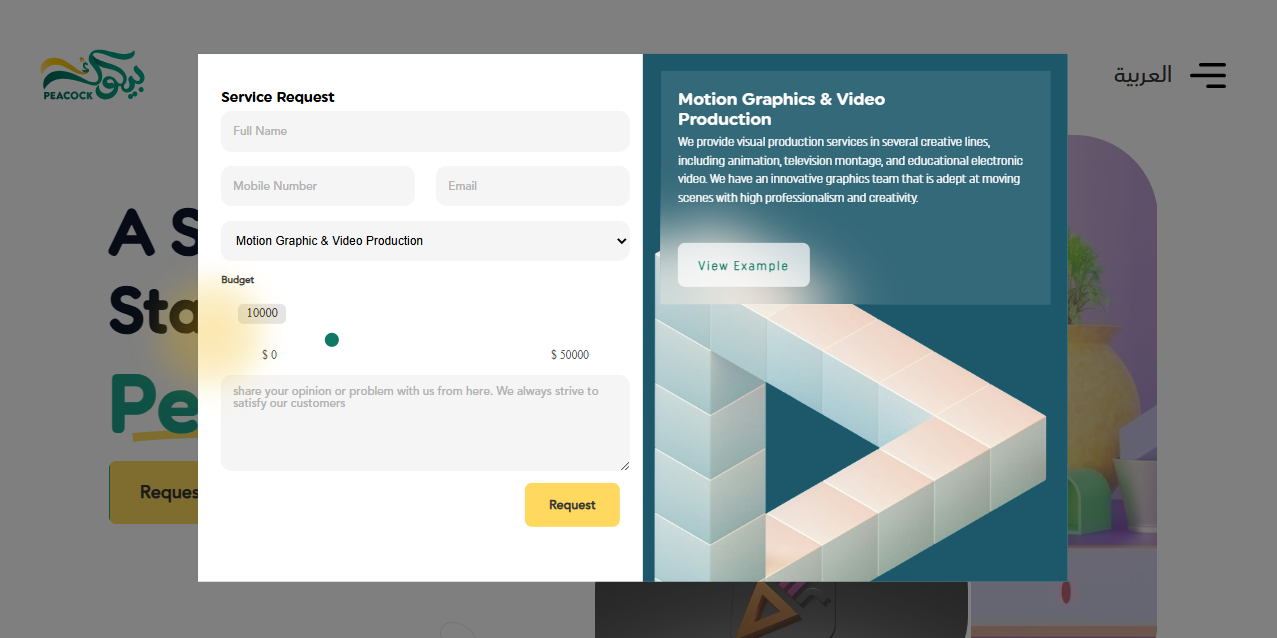 بيكوك
PEACOCK
العربية
A S
Sta
Pe
Reques
Service Request
Full Name
Mobile Number
Email
Motion Graphic & Video Production
Budget
10000
$ 0
$ 50000
share your opinion or problem with us from here. We always strive to
satisfy our customers
Request
Motion Graphics & Video
Production
We provide visual production services in several creative lines,
including animation, television montage, and educational electronic
video. We have an innovative graphics team that is adept at moving
scenes with high professionalism and creativity.
View Example